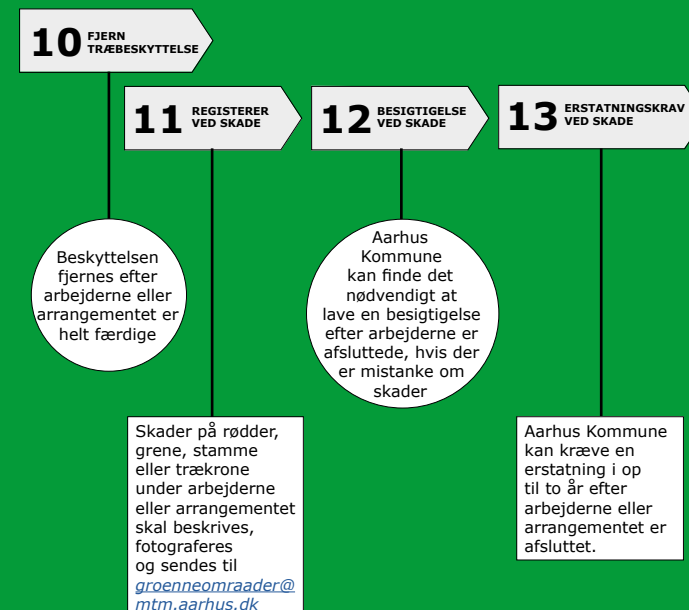 10 FJERN
TRÆBESKYTTELSE
11 REGISTRERER
VED SKADE
12 BESIGTIGELSE
VED SKADE
13 ERSTATNINGSKRAV
VED SKADE
Beskyttelsen
fjernes efter
arbejderne eller
arrangementet er
helt færdige
Skader på rødder,
grene, stamme
eller trækrone
under arbejderne
eller arrangementet
skal beskrives,
fotograferes
og sendes til
groenneomraader@
mtm.aarhus.dk
Aarhus
Kommune
kan finde det
nødvendigt at
lave en besigtigelse
efter arbejderne er
afsluttede, hvis der
er mistanke om
skader
Aarhus Kommune
kan kræve en
erstatning i op
til to år efter
arbejderne eller
arrangementet er
afsluttet.